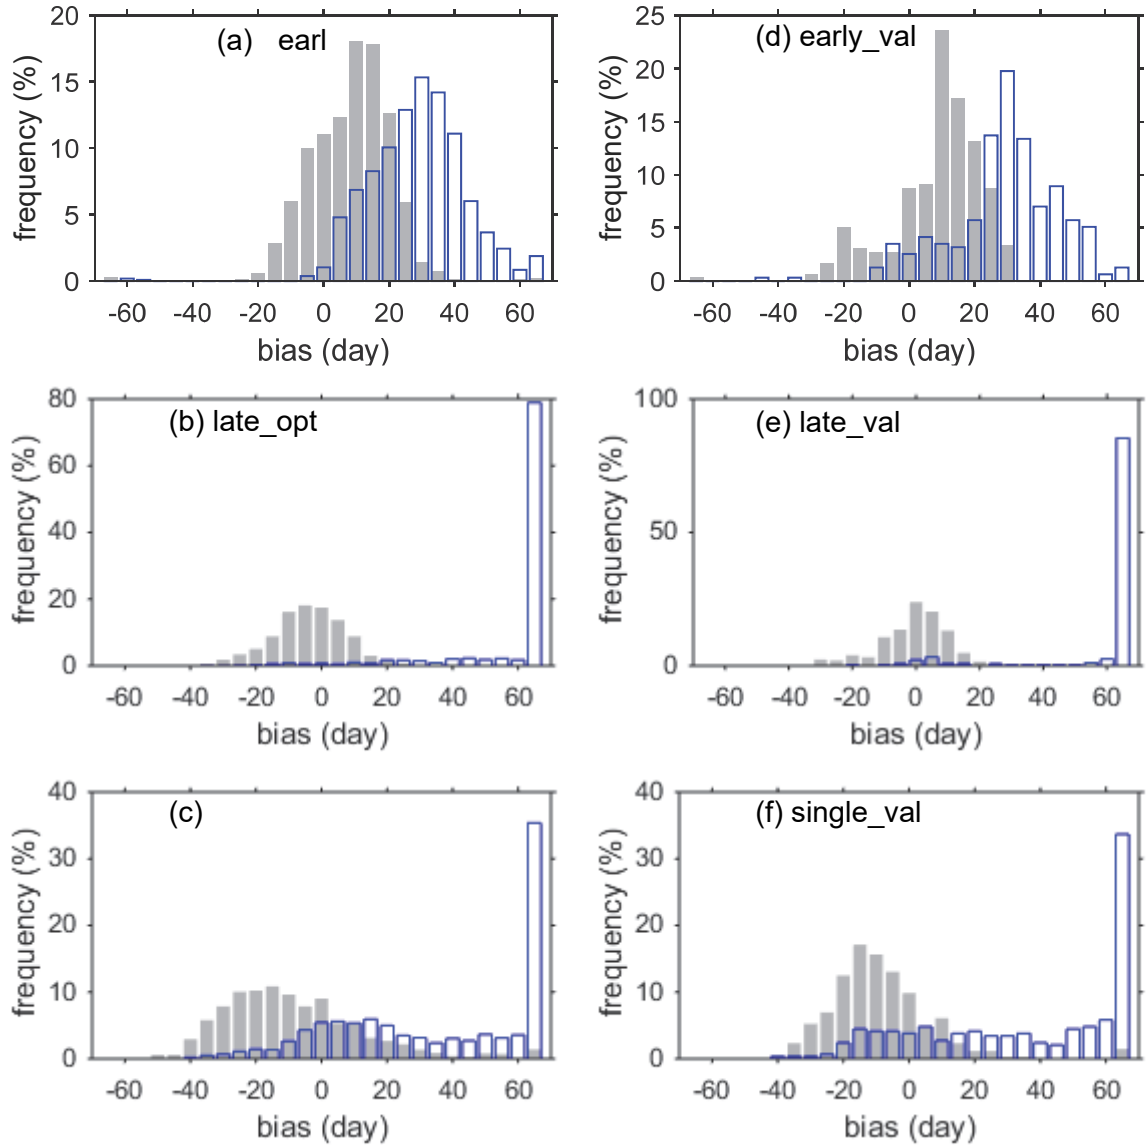 (a) earl
frequency (%)
20
15
10
5
0
-60 -40 -20 0 20 40 60
bias (day)
(d) early_val
frequency (%)
25
20
15
10
5
0
-60 -40 -20 0 20 40 60
bias (day)
(b) late_opt
frequency (%)
80
60
40
20
0
-60 -40 -20 0 20 40 60
bias (day)
(e) late_val
frequency (%)
100
50
0
-60 -40 -20 0 20 40 60
bias (day)
(c)
frequency (%)
40
30
20
10
0
-60 -40 -20 0 20 40 60
bias (day)
(f) single_val
frequency (%)
40
30
20
10
0
-60 -40 -20 0 20 40 60
bias (day)